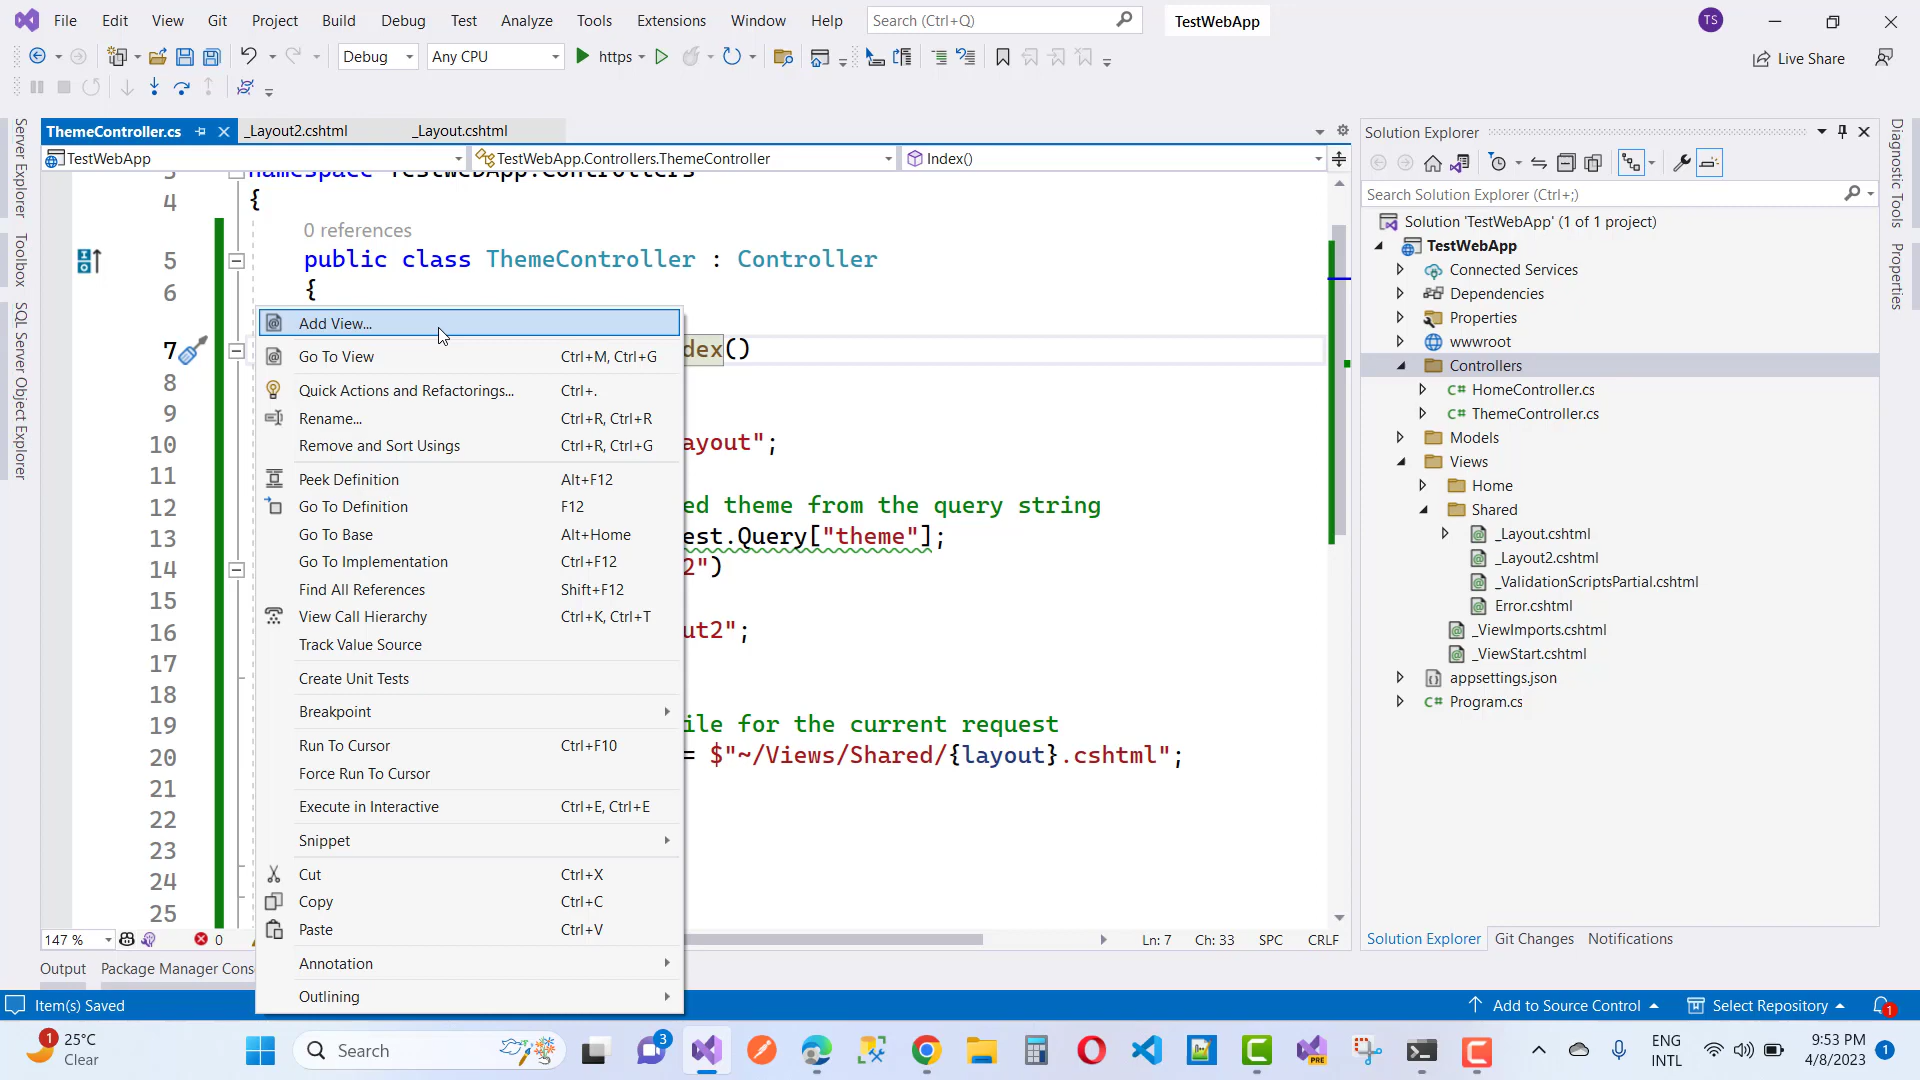 File Edit View Git Project Build Debug Test Analyze Tools Extensions Window Help Search (Ctrl+Q) TestWebApp TS
Debug Any CPU https Live Share
ThemeController.cs _Layout2.cshtml _Layout.cshtml
TestWebApp TestWebApp.Controllers.ThemeController Index()
namespace TestWebApp.Controllers
4 {
0 references
5 public class ThemeController : Controller
6 {
7 dex()
8
9
10 ayout";
11
12 ed theme from the query string
13 est.Query["theme"];
14 2")
15
16 ut2";
17
18
19 ile for the current request
20 = $"~/Views/Shared/{layout}.cshtml";
21
22
23
24
25
Add View...
Go To View Ctrl+M, Ctrl+G
Quick Actions and Refactorings... Ctrl+.
Rename... Ctrl+R, Ctrl+R
Remove and Sort Usings Ctrl+R, Ctrl+G
Peek Definition Alt+F12
Go To Definition F12
Go To Base Alt+Home
Go To Implementation Ctrl+F12
Find All References Shift+F12
View Call Hierarchy Ctrl+K, Ctrl+T
Track Value Source
Create Unit Tests
Breakpoint
Run To Cursor Ctrl+F10
Force Run To Cursor
Execute in Interactive Ctrl+E, Ctrl+E
Snippet
Cut Ctrl+X
Copy Ctrl+C
Paste Ctrl+V
Annotation
Outlining
Server Explorer
Toolbox
SQL Server Object Explorer
Solution Explorer
Search Solution Explorer (Ctrl+;)
Solution 'TestWebApp' (1 of 1 project)
TestWebApp
Connected Services
Dependencies
Properties
wwwroot
Controllers
C# HomeController.cs
C# ThemeController.cs
Models
Views
Home
Shared
_Layout.cshtml
_Layout2.cshtml
_ValidationScriptsPartial.cshtml
Error.cshtml
_ViewImports.cshtml
_ViewStart.cshtml
appsettings.json
C# Program.cs
Diagnostic Tools
Properties
147 % 0 Ln: 7 Ch: 33 SPC CRLF
Solution Explorer Git Changes Notifications
Output Package Manager Cons
Item(s) Saved Add to Source Control Select Repository 1
1 25°C
Clear
Search 3 PRE
ENG
INTL
9:53 PM
4/8/2023
1